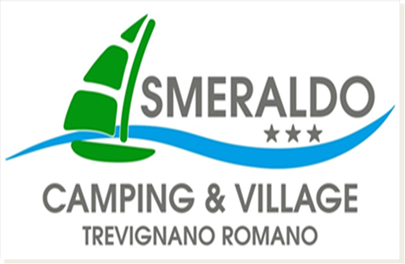 SMERALDO
★★★
CAMPING & VILLAGE
TREVIGNANO ROMANO